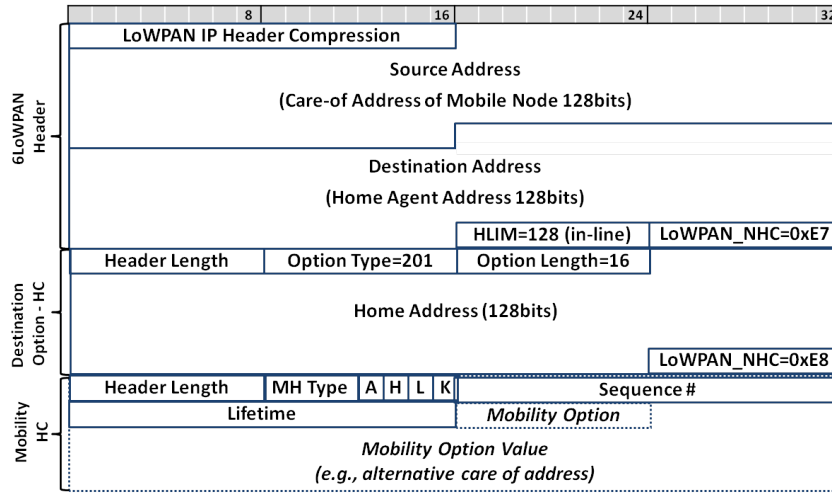 8 16 24 32
LoWPAN IP Header Compression
Source Address
(Care-of Address of Mobile Node 128bits)
6LoWPAN
Header
Destination Address
(Home Agent Address 128bits)
HLIM=128 (in-line) LoWPAN_NHC=0xE7
Header Length Option Type=201 Option Length=16
Destination
Option - HC
Home Address (128bits)
LoWPAN_NHC=0xE8
Header Length MH Type A H L K Sequence #
Lifetime Mobility Option
Mobility
HC
Mobility Option Value
(e.g., alternative care of address)